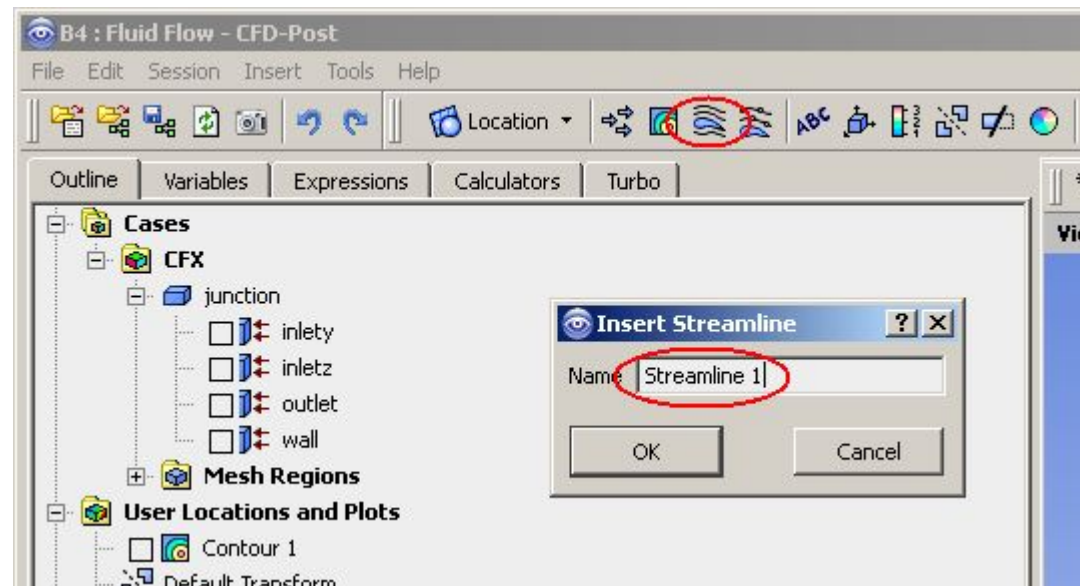 B4 : Fluid Flow - CFD-Post
File Edit Session Insert Tools Help
Location ABC
Outline Variables Expressions Calculators Turbo
Cases
CFX
junction
inlety
inletz
outlet
wall
Mesh Regions
User Locations and Plots
Contour 1
Default Transform
Insert Streamline
Name Streamline 1
OK Cancel